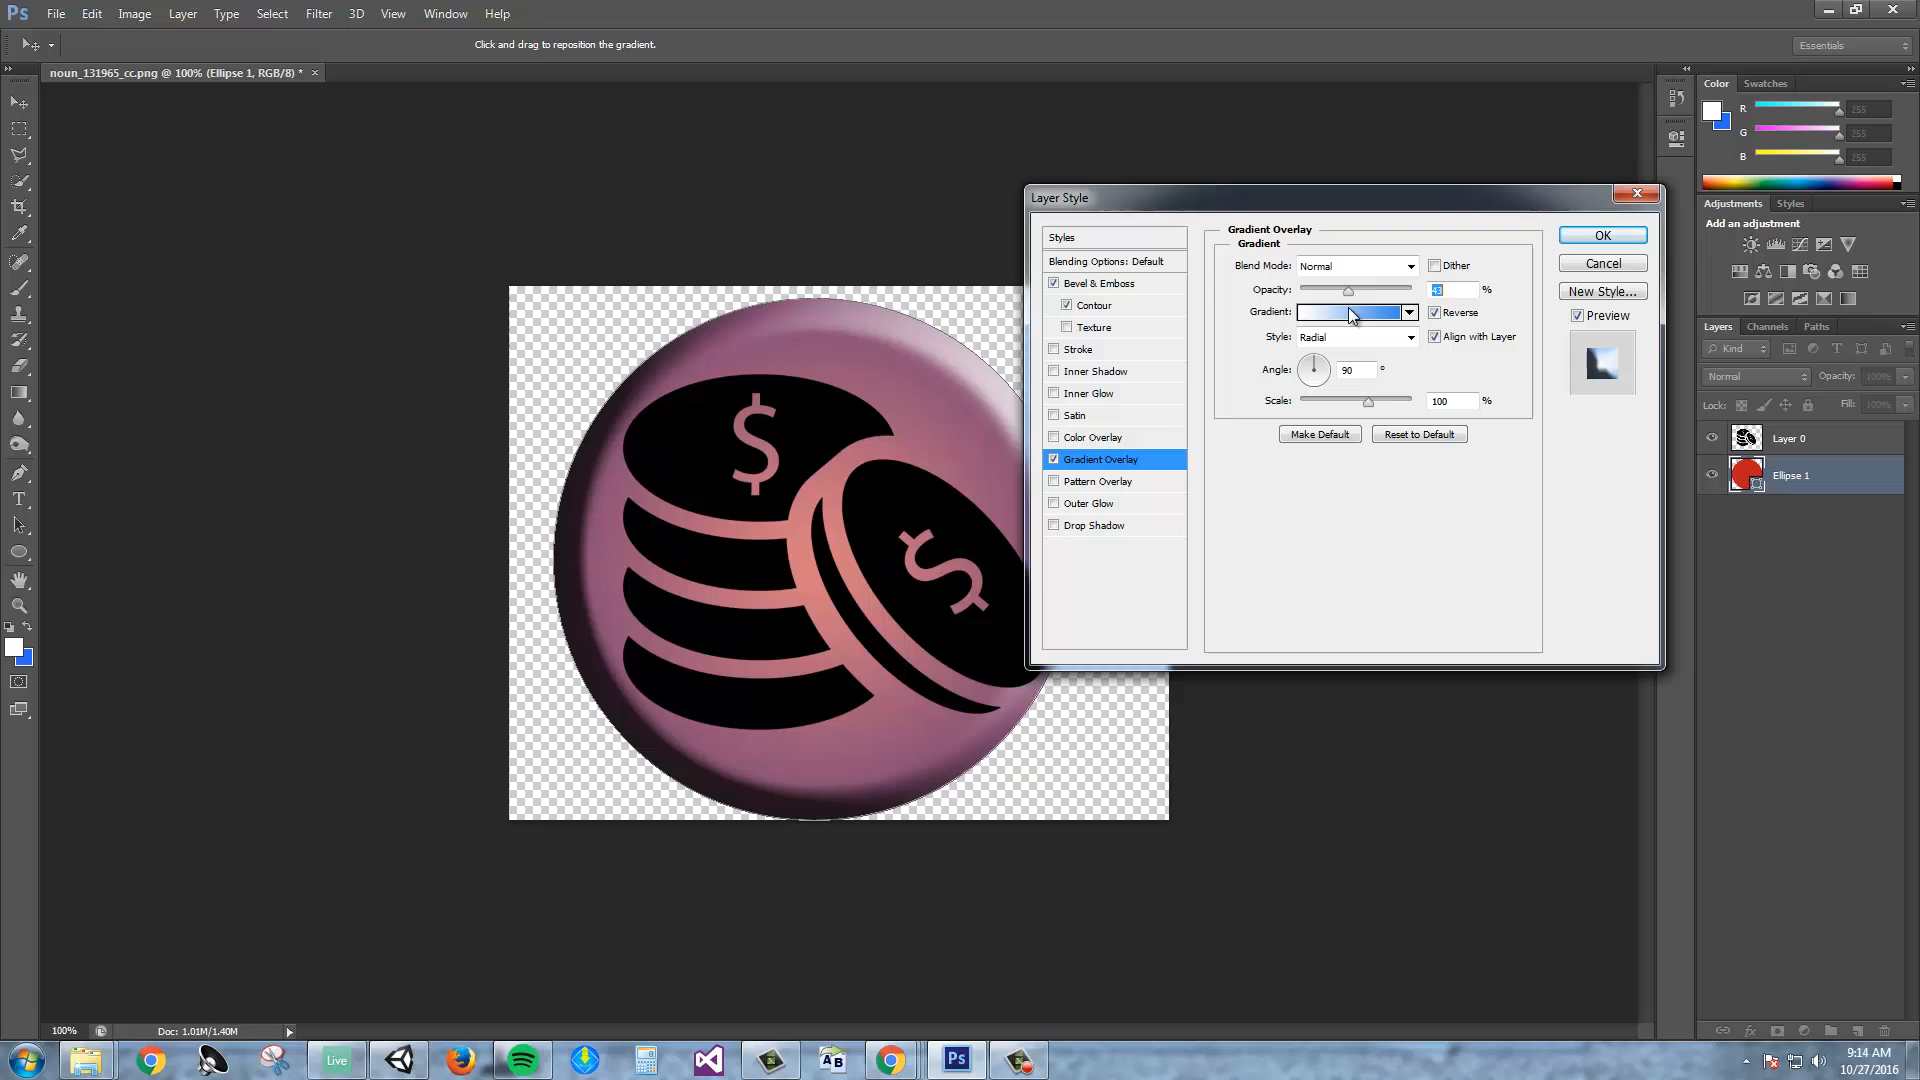 Ps File Edit Image Layer Type Select Filter 3D View Window Help
Click and drag to reposition the gradient.
Essentials
noun_131965_cc.png @ 100% (Ellipse 1, RGB/8) *
Color Swatches
R 255
G 255
B 255
Adjustments Styles
Add an adjustment
Layers Channels Paths
Kind
Normal Opacity: 100%
Lock: Fill: 100%
Layer 0
Ellipse 1
Layer Style
Styles
Blending Options: Default
Bevel & Emboss
Contour
Texture
Stroke
Inner Shadow
Inner Glow
Satin
Color Overlay
Gradient Overlay
Pattern Overlay
Outer Glow
Drop Shadow
Gradient Overlay
Gradient
Blend Mode: Normal Dither
Opacity: 43 %
Gradient: Reverse
Style: Radial Align with Layer
Angle: 90 °
Scale: 100 %
Make Default Reset to Default
OK
Cancel
New Style...
Preview
$
$
T
100% Doc: 1.01M/1.40M
Live
AB
Ps
9:14 AM
10/27/2016